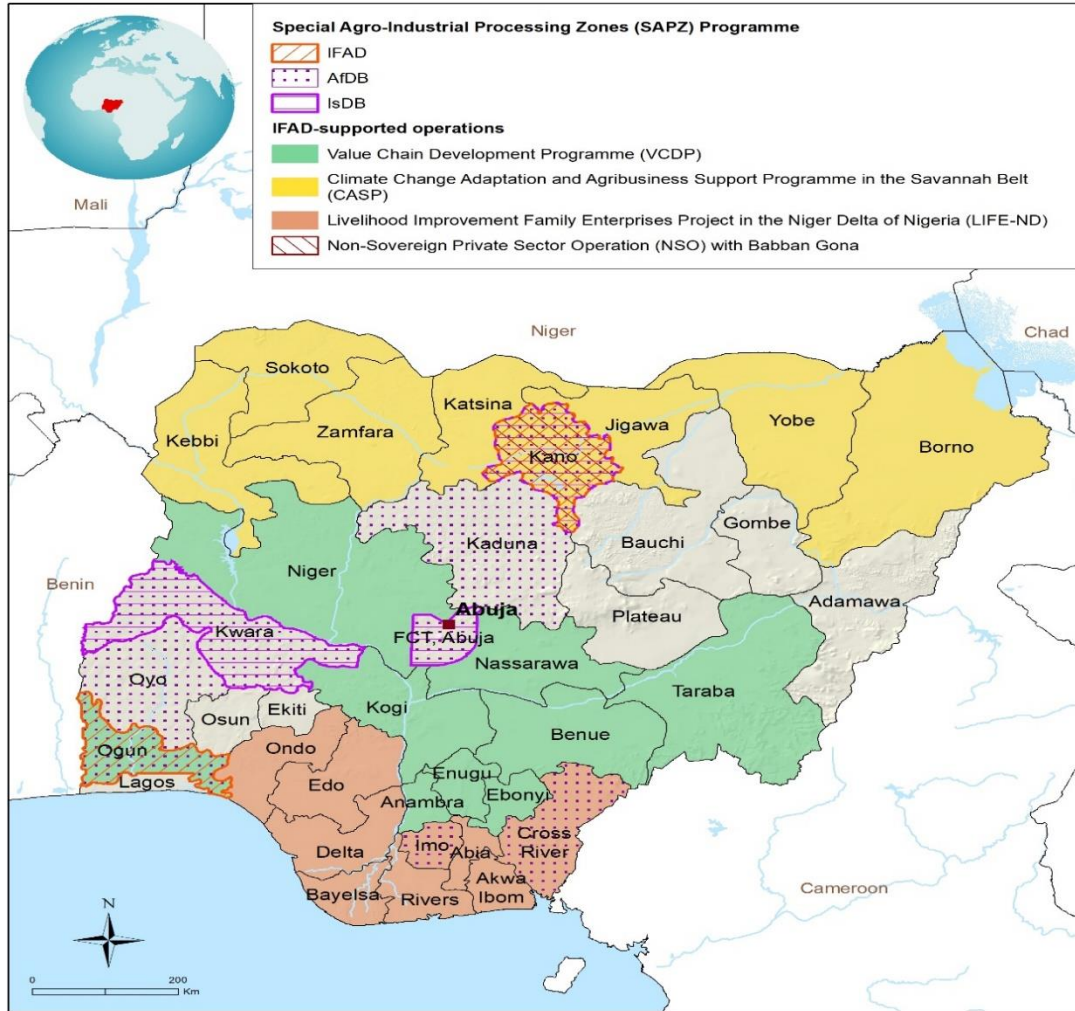 Special Agro-Industrial Processing Zones (SAPZ) Programme
IFAD
AfDB
IsDB
IFAD-supported operations
Value Chain Development Programme (VCDP)
Climate Change Adaptation and Agribusiness Support Programme in the Savannah Belt
(CASP)
Livelihood Improvement Family Enterprises Project in the Niger Delta of Nigeria (LIFE-ND)
Non-Sovereign Private Sector Operation (NSO) with Babban Gona
Mali
Niger
Chad
Sokoto
Katsina
Kebbi
Zamfara
Jigawa
Yobe
Kano
Borno
Kaduna
Bauchi
Gombe
Niger
Benin
Abuja
Plateau
Adamawa
Kwara
FCT Abuja
Nassarawa
Oyo
Taraba
Osun
Ekiti
Kogi
Ogun
Ondo
Benue
Lagos
Edo
Enugu
Anambra
Ebonyi
Delta
Imo
Abia
Cross
River
Bayelsa
Rivers
Akwa
Ibom
Cameroon
N
0
200
Km